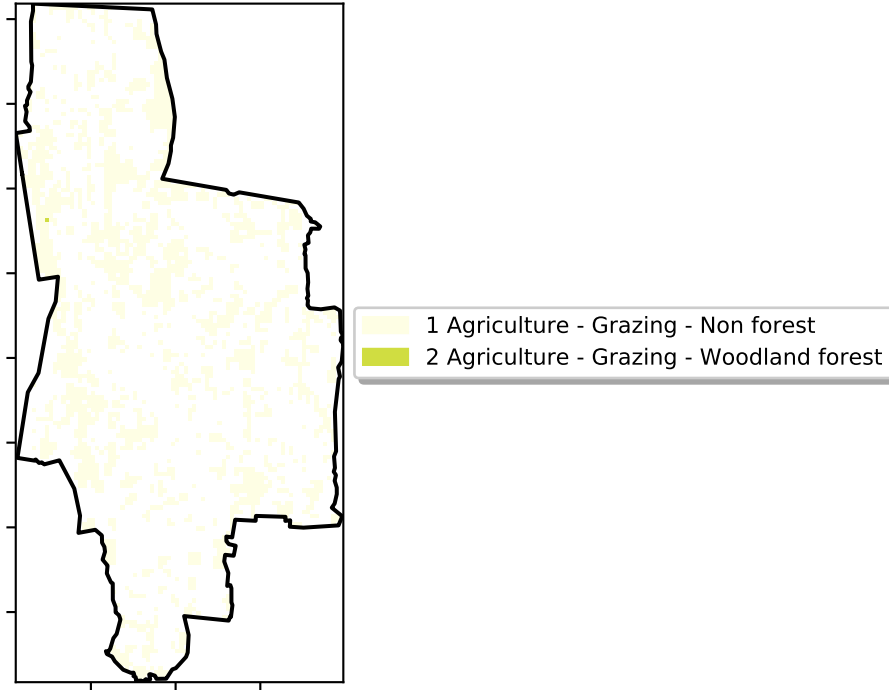 1 Agriculture - Grazing - Non forest
2 Agriculture - Grazing - Woodland forest